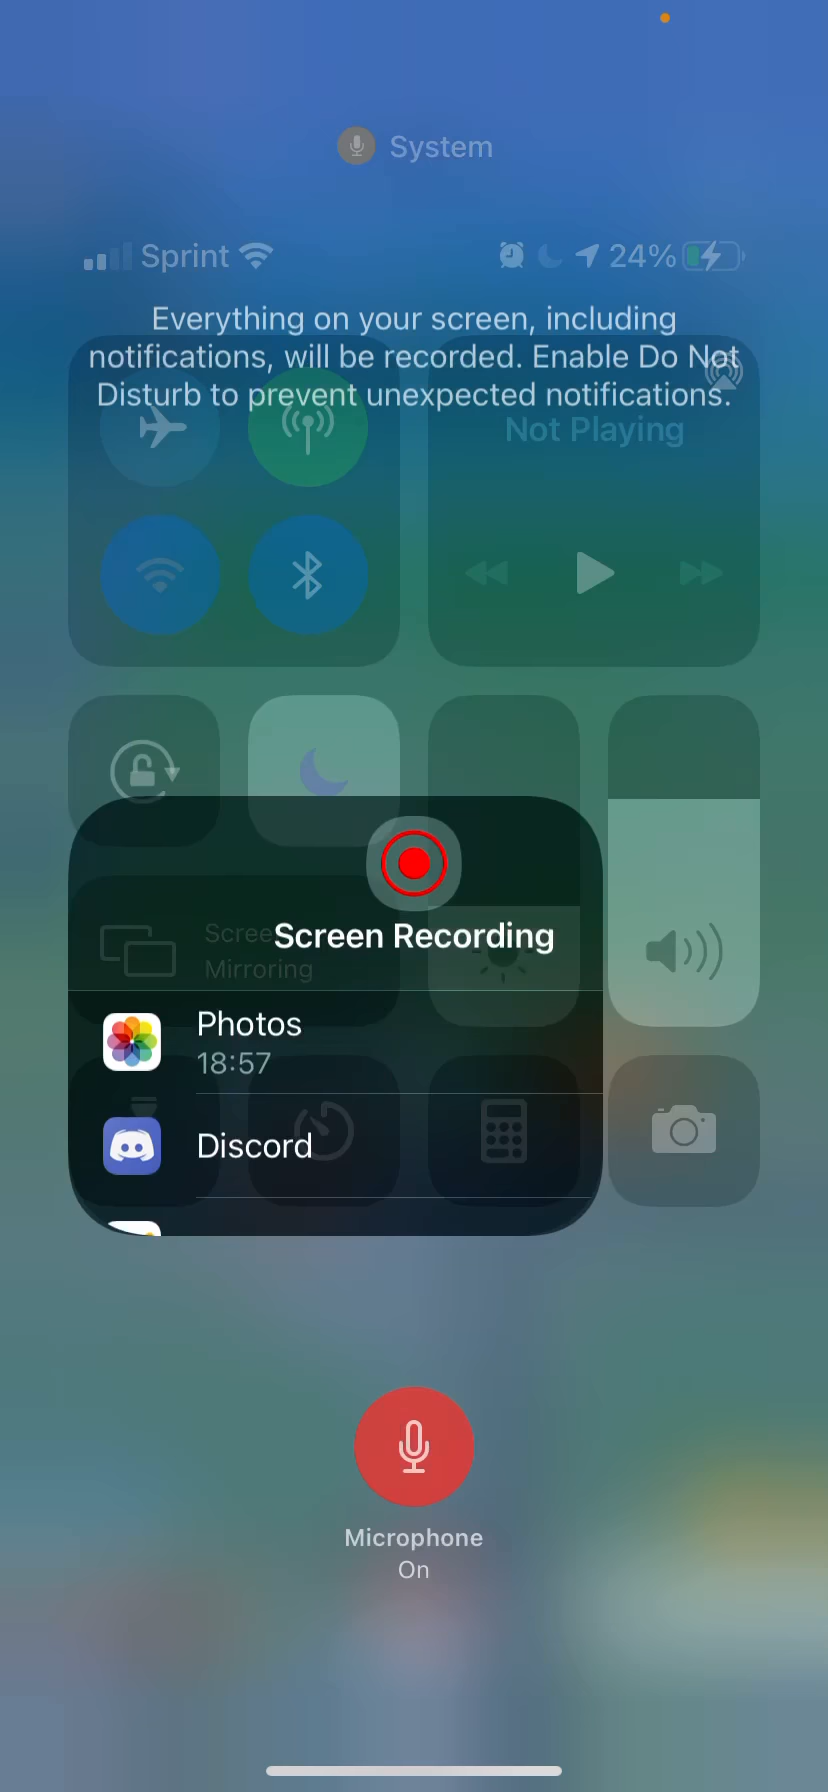 System
Sprint 24%
Everything on your screen, including
notifications, will be recorded. Enable Do Not
Disturb to prevent unexpected notifications.
Not Playing
Screen
Mirroring
Screen Recording
Photos
18:57
Discord
Microphone
On